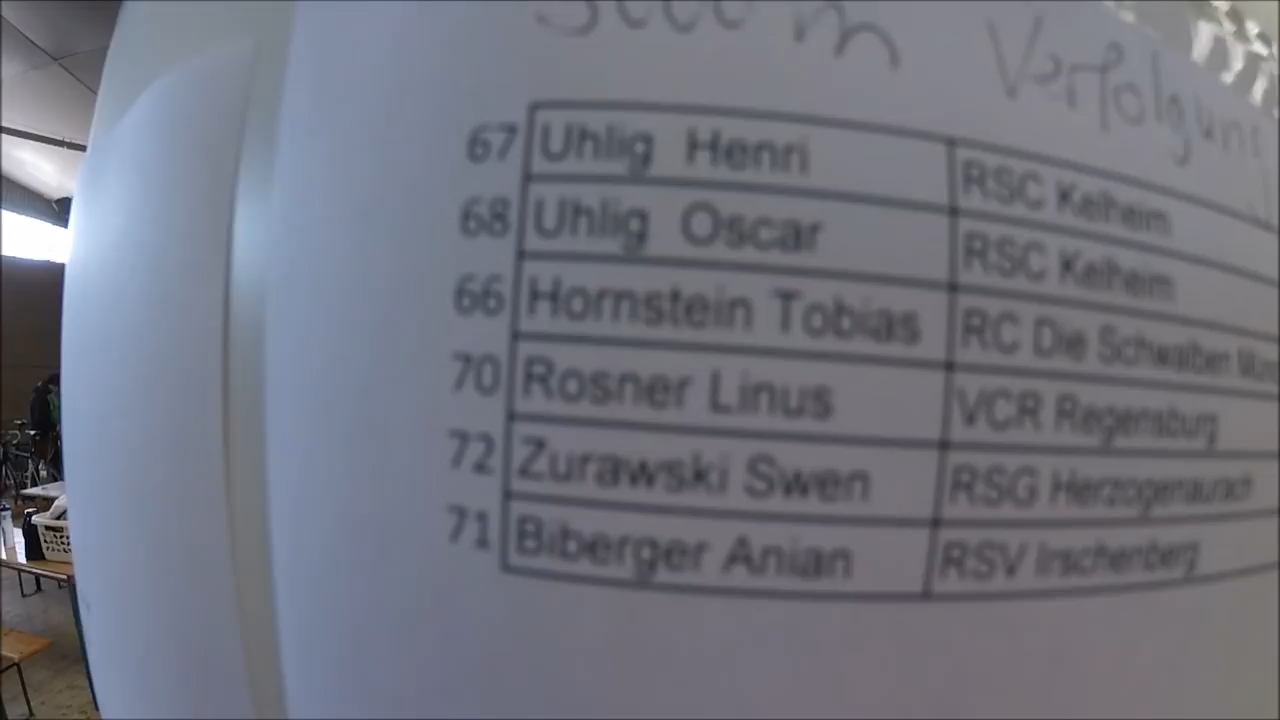 67 Uhlig Henri RSC Kelheim
68 Uhlig Oscar RSC Kelheim
66 Hornstein Tobias RC Die Schwalben
70 Rosner Linus VCR Regensburg
72 Zurawski Swen RSG Herzogenaurach
71 Biberger Anian RSV Irschenberg